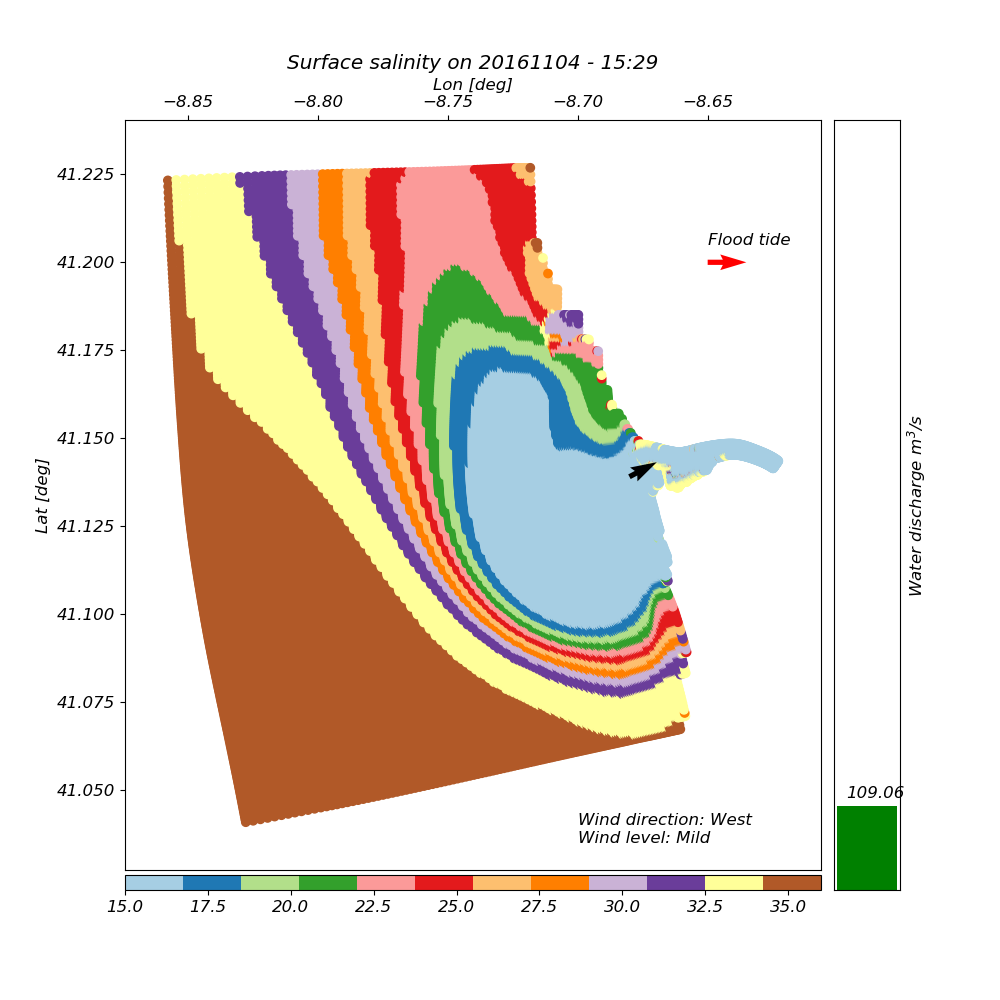 Surface salinity on 20161104 - 15:29
Lon [deg]
−8.85 −8.80 −8.75 −8.70 −8.65
41.225
41.200
41.175
41.150
41.125
41.100
41.075
41.050
Lat [deg]
Flood tide
Wind direction: West
Wind level: Mild
Water discharge m³/s
109.06
15.0 17.5 20.0 22.5 25.0 27.5 30.0 32.5 35.0